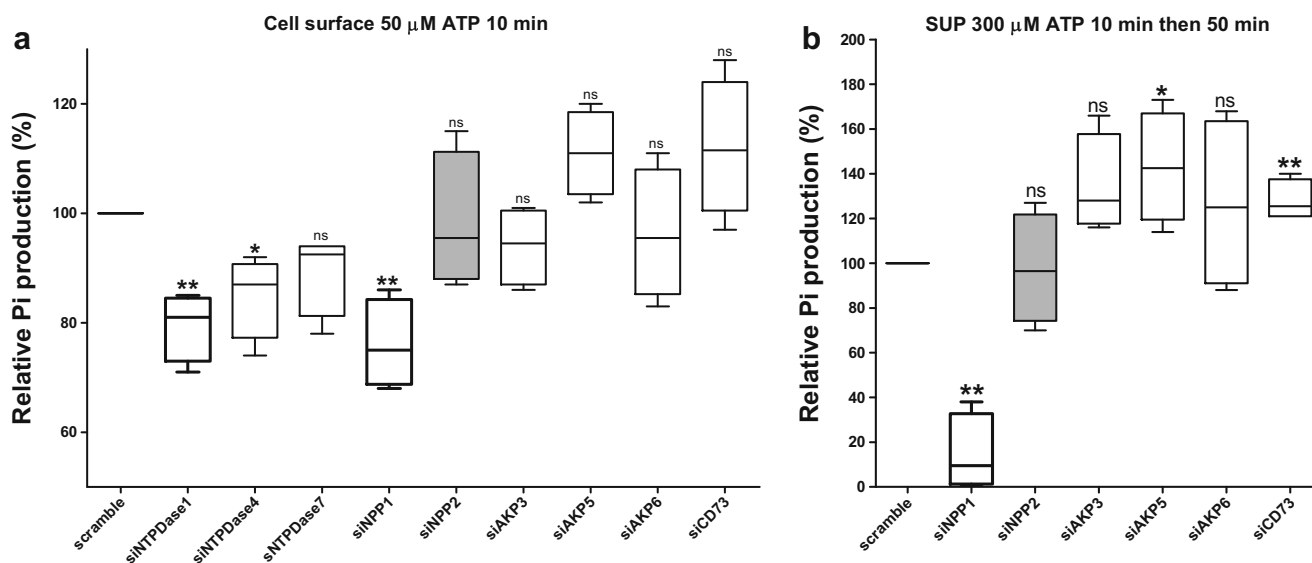 a
Cell surface 50 μM ATP 10 min
Relative Pi production (%)
120
100
80
60
**
*
ns
**
ns
ns
ns
ns
ns
scramble
siNTPDase1
siNTPDase4
sNTPDase7
siNPP1
siNPP2
siAKP3
siAKP5
siAKP6
siCD73
b
SUP 300 μM ATP 10 min then 50 min
Relative Pi production (%)
200
180
160
140
120
100
80
60
40
20
0
**
ns
ns
*
ns
**
scramble
siNPP1
siNPP2
siAKP3
siAKP5
siAKP6
siCD73